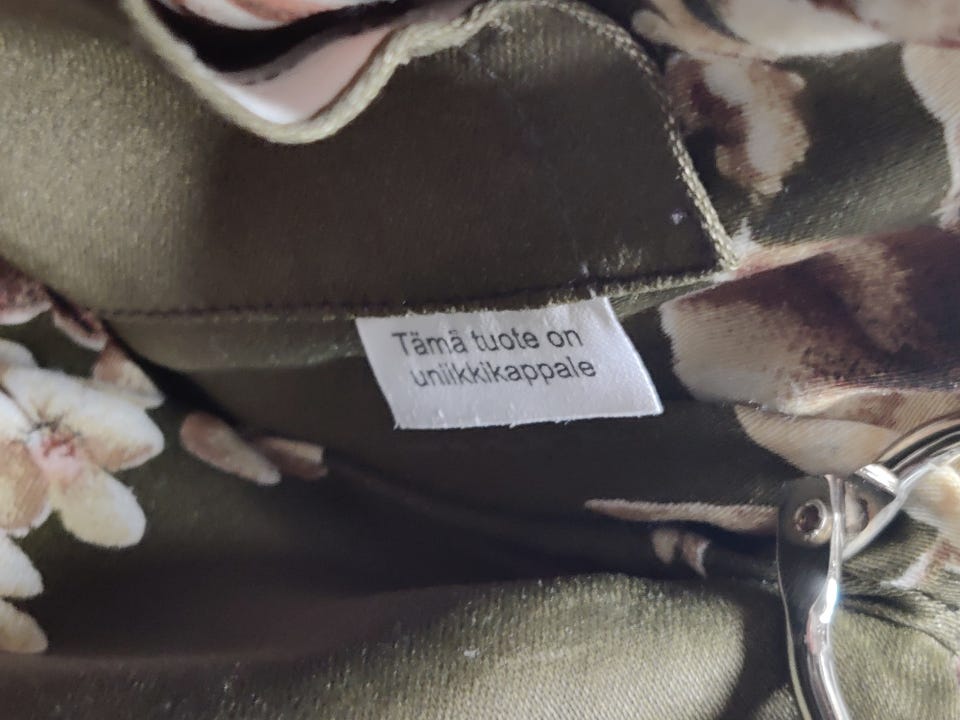 Tämä tuote on
uniikkikappale